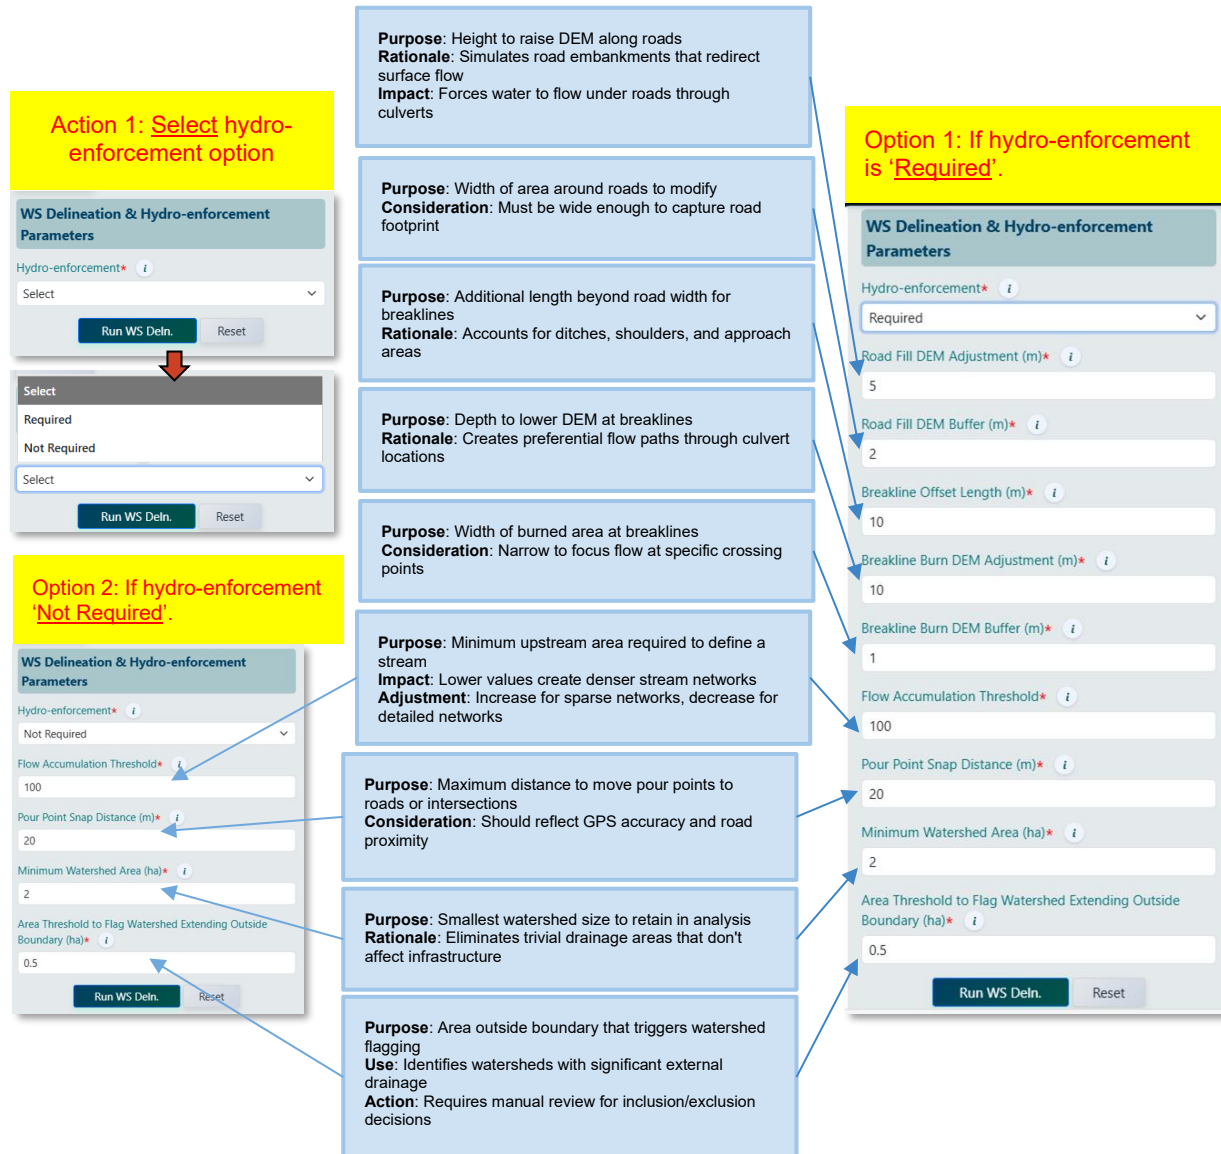 Action 1: Select hydro-
enforcement option
WS Delineation & Hydro-enforcement
Parameters
Hydro-enforcement* i
Select
Run WS Deln. Reset
Select
Required
Not Required
Select
Run WS Deln. Reset
Option 2: If hydro-enforcement
‘Not Required’.
WS Delineation & Hydro-enforcement
Parameters
Hydro-enforcement* i
Not Required
Flow Accumulation Threshold* i
100
Pour Point Snap Distance (m)* i
20
Minimum Watershed Area (ha)* i
2
Area Threshold to Flag Watershed Extending Outside
Boundary (ha)* i
0.5
Run WS Deln. Reset
Purpose: Height to raise DEM along roads
Rationale: Simulates road embankments that redirect
surface flow
Impact: Forces water to flow under roads through
culverts
Purpose: Width of area around roads to modify
Consideration: Must be wide enough to capture road
footprint
Purpose: Additional length beyond road width for
breaklines
Rationale: Accounts for ditches, shoulders, and approach
areas
Purpose: Depth to lower DEM at breaklines
Rationale: Creates preferential flow paths through culvert
locations
Purpose: Width of burned area at breaklines
Consideration: Narrow to focus flow at specific crossing
points
Purpose: Minimum upstream area required to define a
stream
Impact: Lower values create denser stream networks
Adjustment: Increase for sparse networks, decrease for
detailed networks
Purpose: Maximum distance to move pour points to
roads or intersections
Consideration: Should reflect GPS accuracy and road
proximity
Purpose: Smallest watershed size to retain in analysis
Rationale: Eliminates trivial drainage areas that don't
affect infrastructure
Purpose: Area outside boundary that triggers watershed
flagging
Use: Identifies watersheds with significant external
drainage
Action: Requires manual review for inclusion/exclusion
decisions
Option 1: If hydro-enforcement
is ‘Required’.
WS Delineation & Hydro-enforcement
Parameters
Hydro-enforcement* i
Required
Road Fill DEM Adjustment (m)* i
5
Road Fill DEM Buffer (m)* i
2
Breakline Offset Length (m)* i
10
Breakline Burn DEM Adjustment (m)* i
10
Breakline Burn DEM Buffer (m)* i
1
Flow Accumulation Threshold* i
100
Pour Point Snap Distance (m)* i
20
Minimum Watershed Area (ha)* i
2
Area Threshold to Flag Watershed Extending Outside
Boundary (ha)* i
0.5
Run WS Deln. Reset